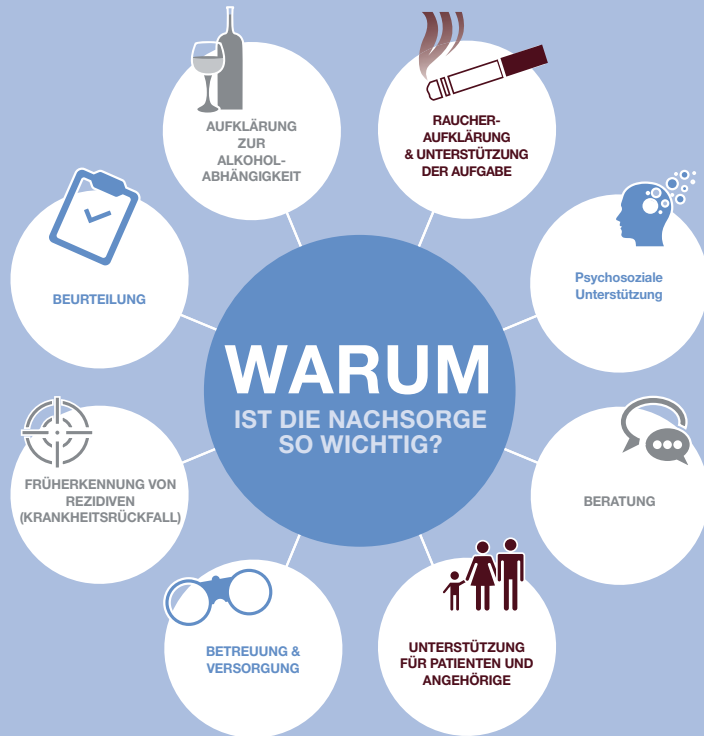 WARUM
IST DIE NACHSORGE
SO WICHTIG?
RAUCHER-
AUFKLÄRUNG
& UNTERSTÜTZUNG
DER AUFGABE
Psychosoziale
Unterstützung
BERATUNG
UNTERSTÜTZUNG
FÜR PATIENTEN UND
ANGEHÖRIGE
BETREUUNG &
VERSORGUNG
FRÜHERKENNUNG VON
REZIDIVEN
(KRANKHEITSRÜCKFALL)
BEURTEILUNG
AUFKLÄRUNG
ZUR
ALKOHOL-
ABHÄNGIGKEIT